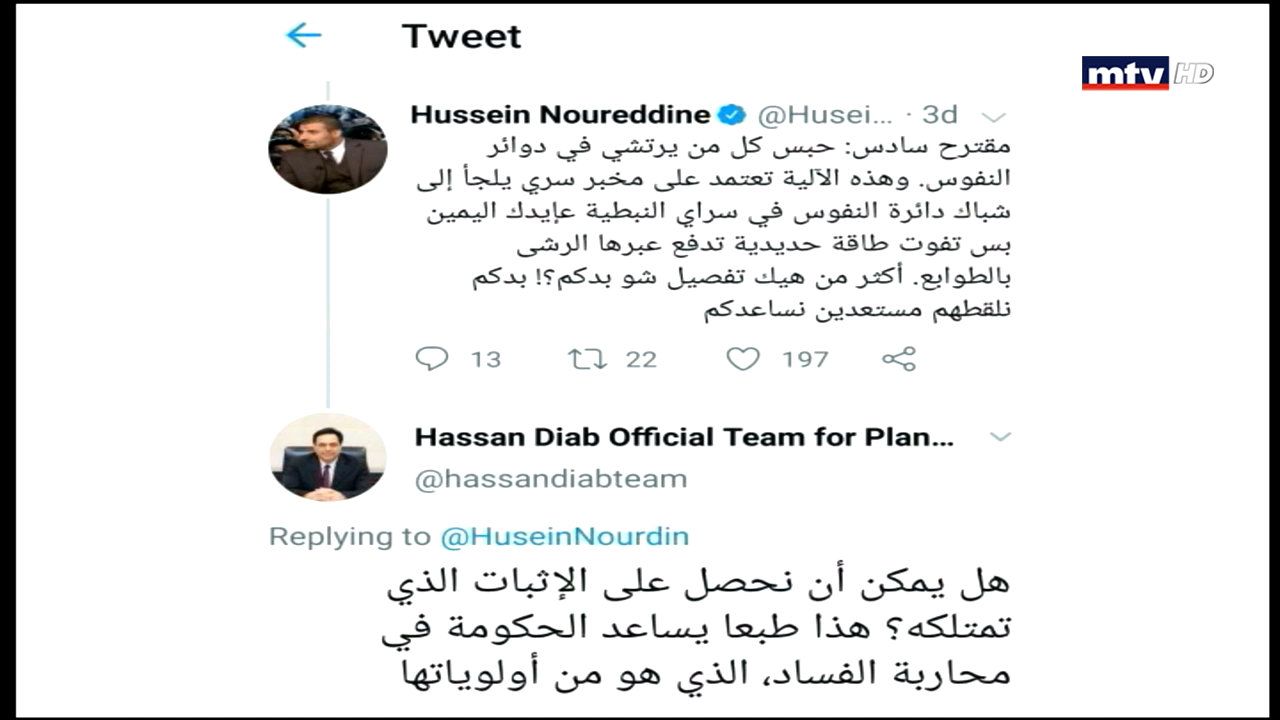 Tweet
mtv HD
Hussein Noureddine @Husei... · 3d
مقترح سادس: حبس كل من يرتشي في دوائر
النفوس. وهذه الآلية تعتمد على مخبر سري يلجأ إلى
شباك دائرة النفوس في سراي النبطية عإيدك اليمين
بس تفوت طاقة حديدية تدفع عبرها الرشى
بالطوابع. أكثر من هيك تفصيل شو بدكم؟! بدكم
نلقطهم مستعدين نساعدكم
13 22 197
Hassan Diab Official Team for Plan...
@hassandiabteam
Replying to @HuseinNourdin
هل يمكن أن نحصل على الإثبات الذي
تمتلكه؟ هذا طبعا يساعد الحكومة في
محاربة الفساد، الذي هو من أولوياتها